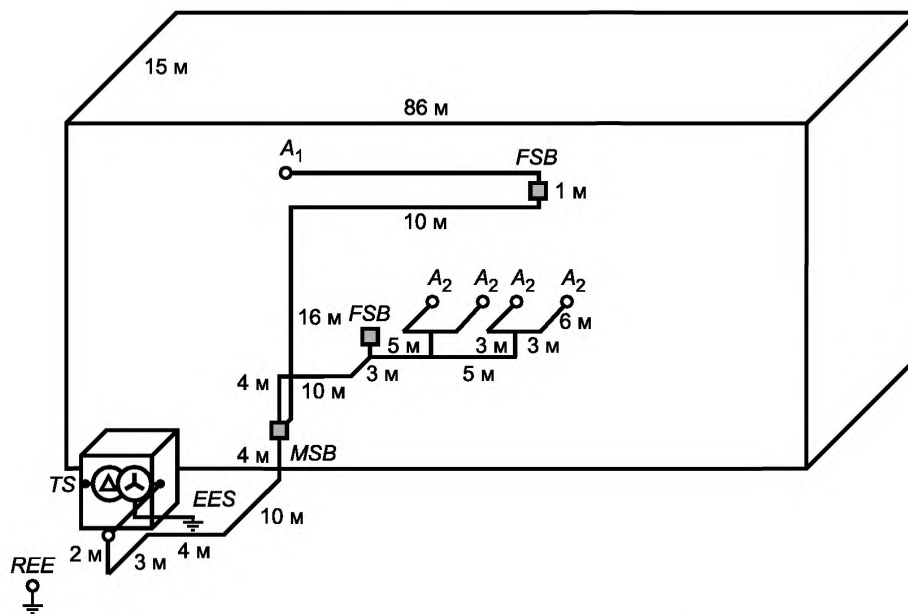 15 м
86 м
A₁
FSB
1 м
10 м
A₂ A₂ A₂ A₂
16 м
FSB
6 м
5 м
3 м
3 м
4 м
10 м
3 м
5 м
4 м
MSB
TS
EES
10 м
2 м
3 м
4 м
REE